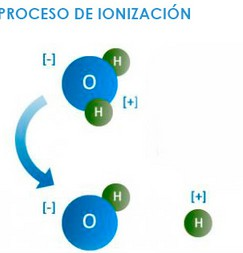 PROCESO DE IONIZACIÓN
[-]
H
O
H
[+]
[-]
H
O
[+]
H